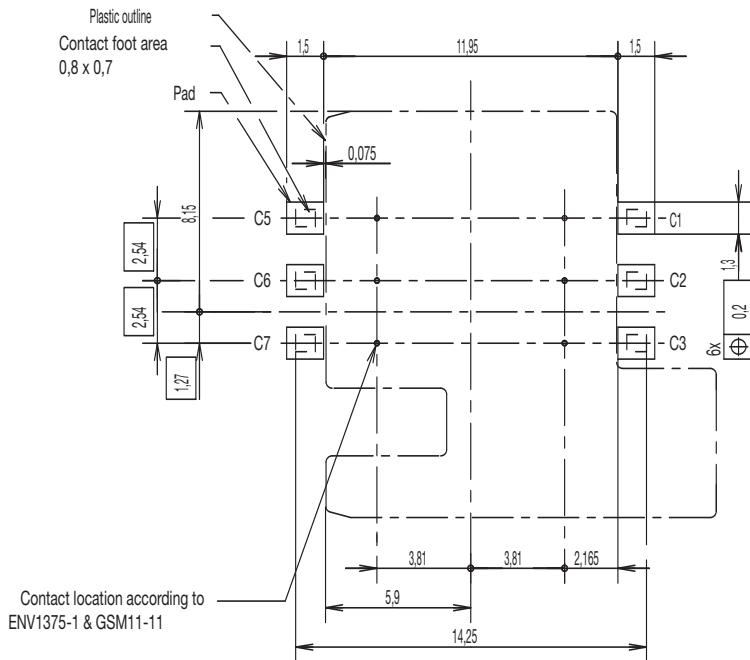 Plastic outline
Contact foot area
0,8 x 0,7
Pad
1,5
11,95
1,5
0,075
8,15
C5
C1
2,54
1,3
C6
C2
2,54
0,2
C7
C3
6x
1,27
3,81
3,81
2,165
5,9
Contact location according to
ENV1375-1 & GSM11-11
14,25